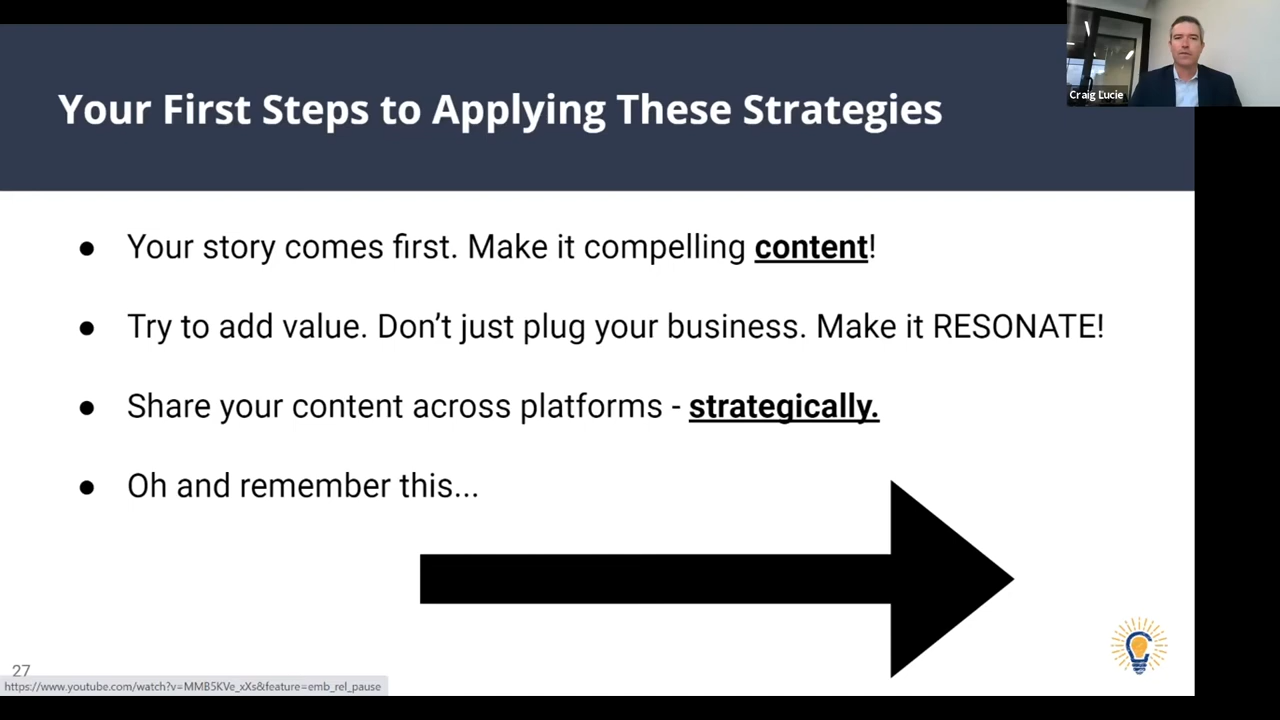 Craig Lucie
Your First Steps to Applying These Strategies
● Your story comes first. Make it compelling content!
● Try to add value. Don’t just plug your business. Make it RESONATE!
● Share your content across platforms - strategically.
● Oh and remember this...
27
https://www.youtube.com/watch?v=MMB5KVe_xXs&feature=emb_rel_pause